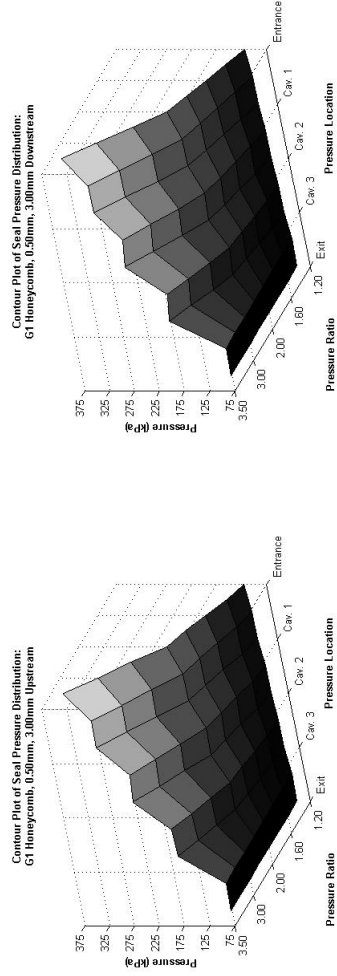 Contour Plot of Seal Pressure Distribution:
G1 Honeycomb, 0.50mm, 3.00mm Upstream
375
325
275
225
175
125
75
Pressure (kPa)
3.50
3.00
2.00
1.60
1.20
Pressure Ratio
Exit
Cav. 3
Cav. 2
Cav. 1
Entrance
Pressure Location
Contour Plot of Seal Pressure Distribution:
G1 Honeycomb, 0.50mm, 3.00mm Downstream
375
325
275
225
175
125
75
Pressure (kPa)
3.50
3.00
2.00
1.60
1.20
Pressure Ratio
Exit
Cav. 3
Cav. 2
Cav. 1
Entrance
Pressure Location